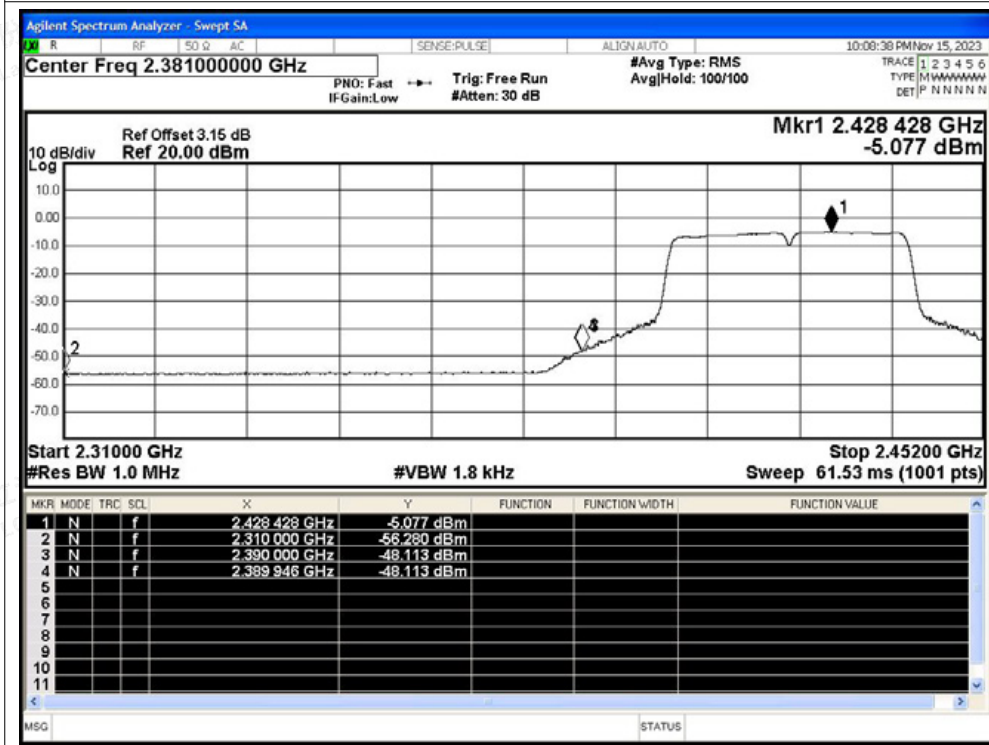 Agilent Spectrum Analyzer - Swept SA
LXI R RF 50 Ω AC SENSE:PULSE ALIGN AUTO 10:08:38 PM Nov 15, 2023
Center Freq 2.381000000 GHz #Avg Type: RMS TRACE 1 2 3 4 5 6
PNO: Fast Trig: Free Run Avg|Hold: 100/100 TYPE M WWWWW
IFGain:Low #Atten: 30 dB DET P N N N N N
Mkr1 2.428 428 GHz
Ref Offset 3.15 dB
10 dB/div Ref 20.00 dBm -5.077 dBm
Log
10.0
1
0.00
-10.0
-20.0
-30.0
-40.0
2
-50.0
-60.0
-70.0
Start 2.31000 GHz Stop 2.45200 GHz
#Res BW 1.0 MHz #VBW 1.8 kHz Sweep 61.53 ms (1001 pts)
MKR MODE TRC SCL X Y FUNCTION FUNCTION WIDTH FUNCTION VALUE
1 N f 2.428 428 GHz -5.077 dBm
2 N f 2.310 000 GHz -56.280 dBm
3 N f 2.390 000 GHz -48.113 dBm
4 N f 2.389 946 GHz -48.113 dBm
5
6
7
8
9
10
11
MSG STATUS